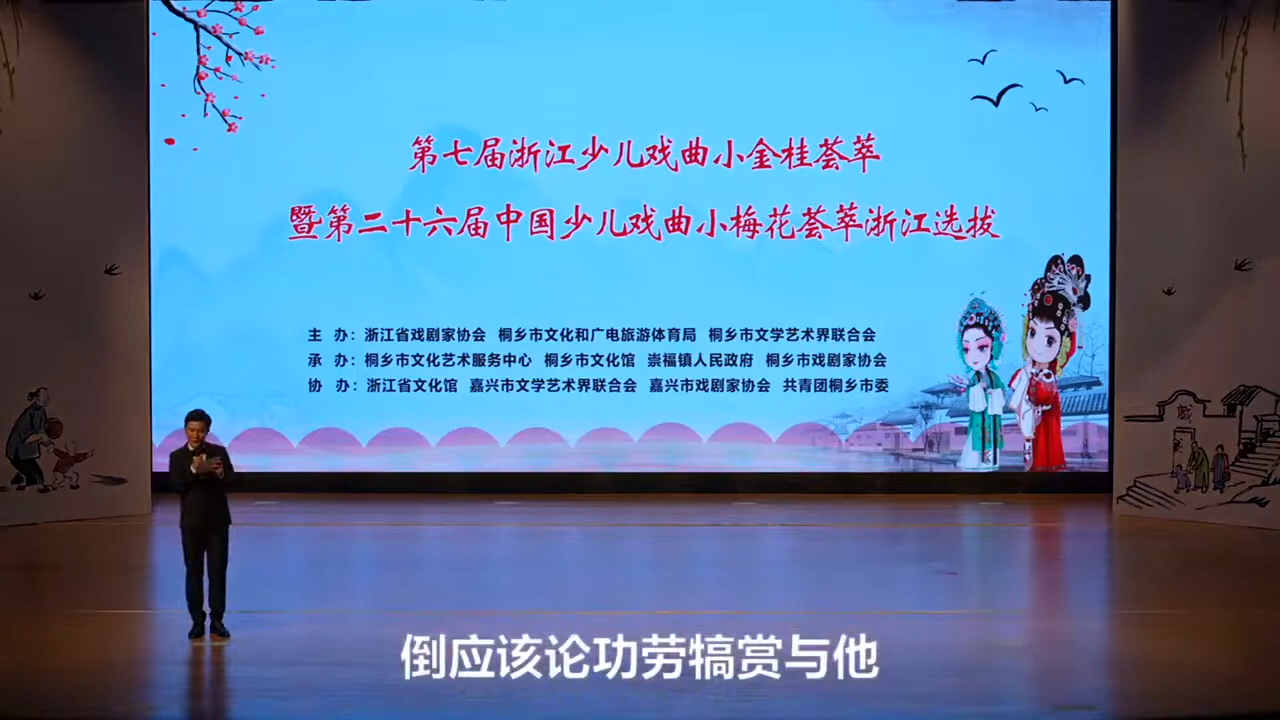 第七届浙江少儿戏曲小金桂荟萃
暨第二十六届中国少儿戏曲小梅花荟萃浙江选拔
主 办：浙江省戏剧家协会 桐乡市文化和广电旅游体育局 桐乡市文学艺术界联合会
承 办：桐乡市文化艺术服务中心 桐乡市文化馆 崇福镇人民政府 桐乡市戏剧家协会
协 办：浙江省文化馆 嘉兴市文学艺术界联合会 嘉兴市戏剧家协会 共青团桐乡市委
倒应该论功劳犒赏与他